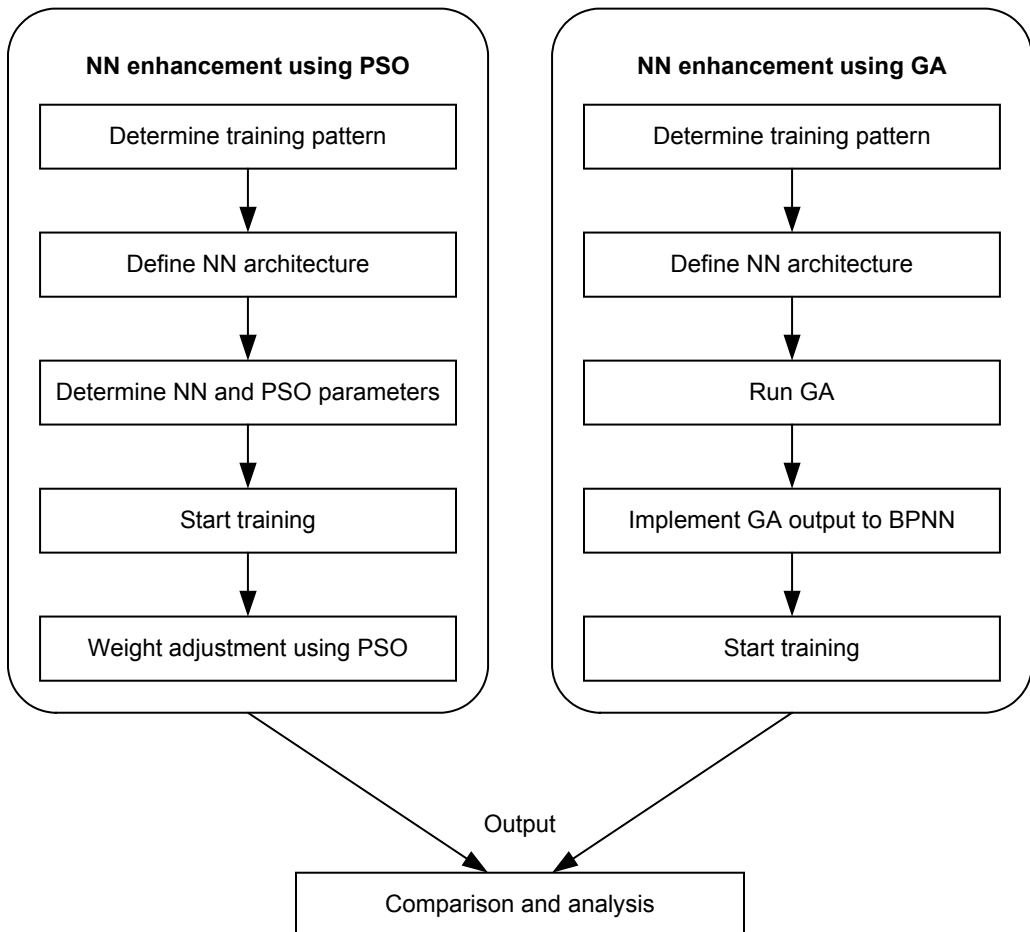 NN enhancement using PSO
Determine training pattern
Define NN architecture
Determine NN and PSO parameters
Start training
Weight adjustment using PSO
NN enhancement using GA
Determine training pattern
Define NN architecture
Run GA
Implement GA output to BPNN
Start training
Output
Comparison and analysis